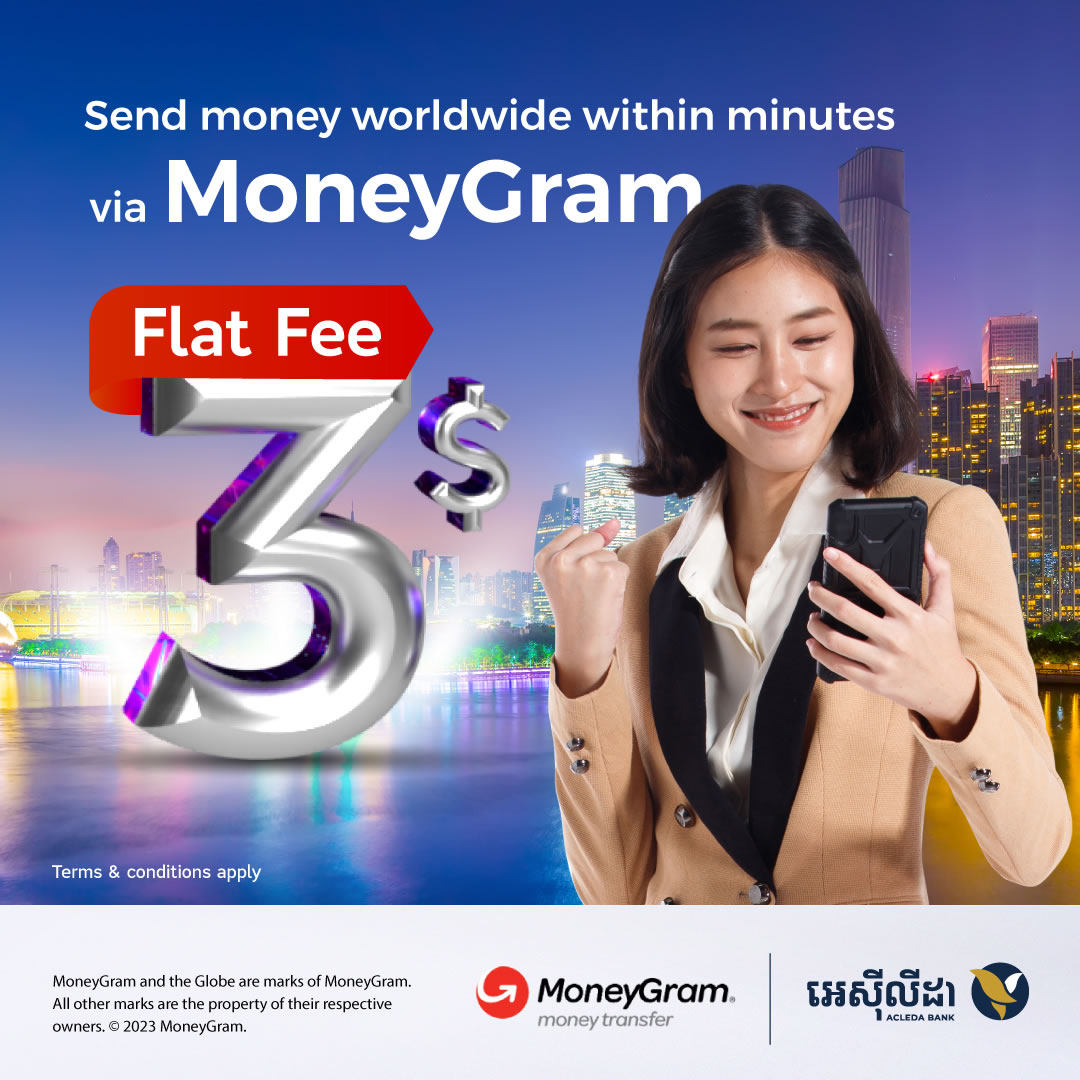 Send money worldwide within minutes
via MoneyGram
Flat Fee
3$
Terms & conditions apply
MoneyGram and the Globe are marks of MoneyGram.
All other marks are the property of their respective
owners. © 2023 MoneyGram.
MoneyGram®
money transfer
អេស៊ីលីដា
ACLEDA BANK